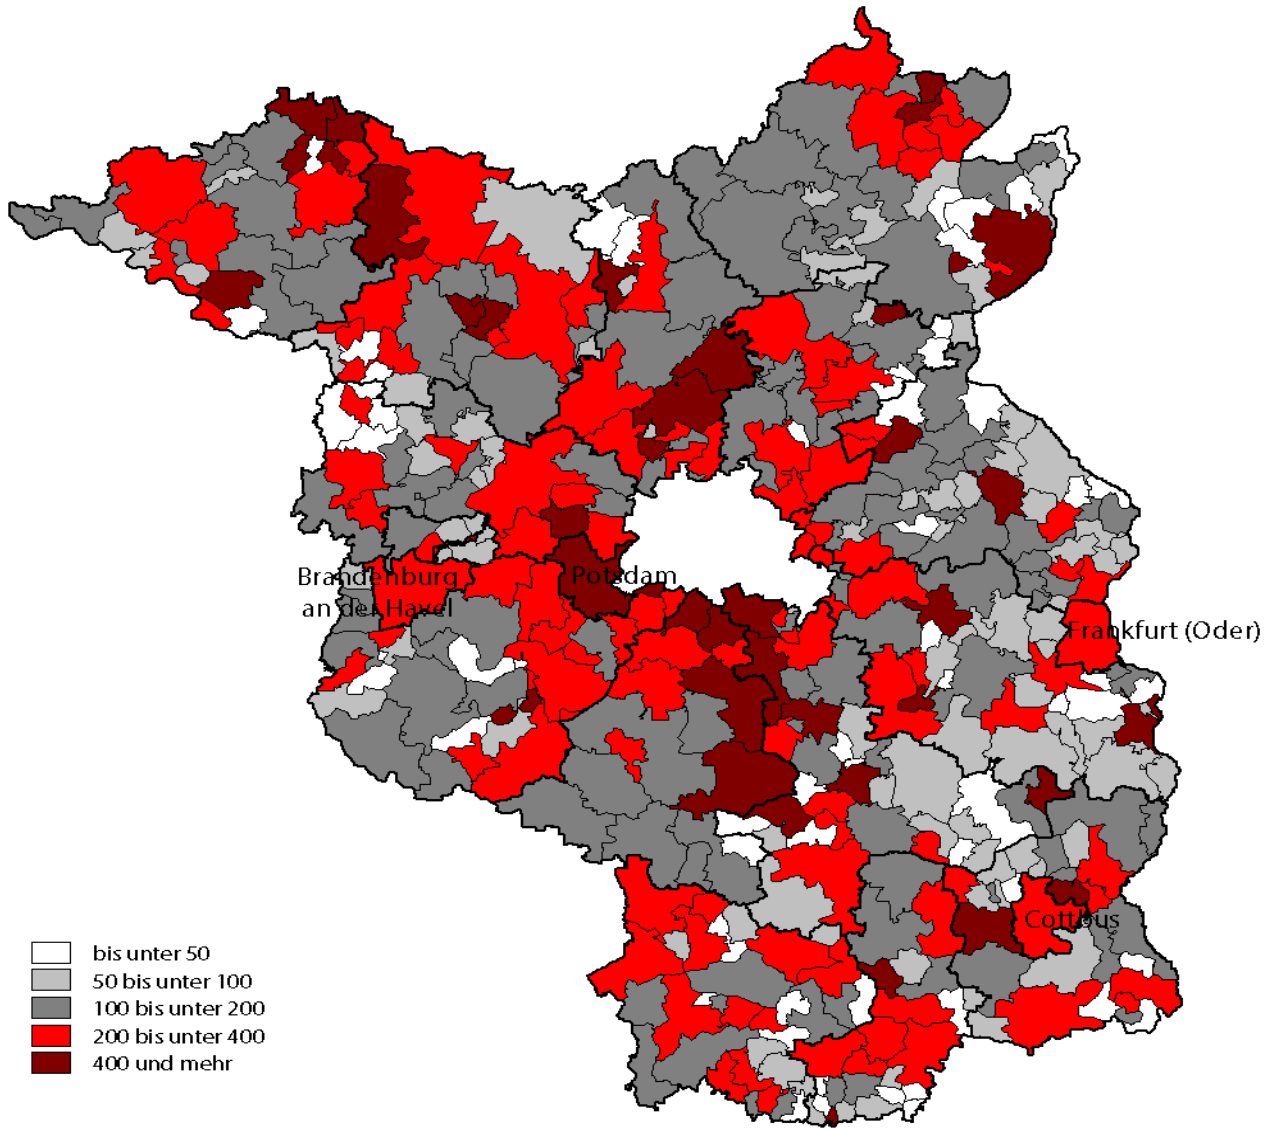 Brandenburg
an der Havel
Potsdam
Frankfurt (Oder)
Cottbus
bis unter 50
50 bis unter 100
100 bis unter 200
200 bis unter 400
400 und mehr